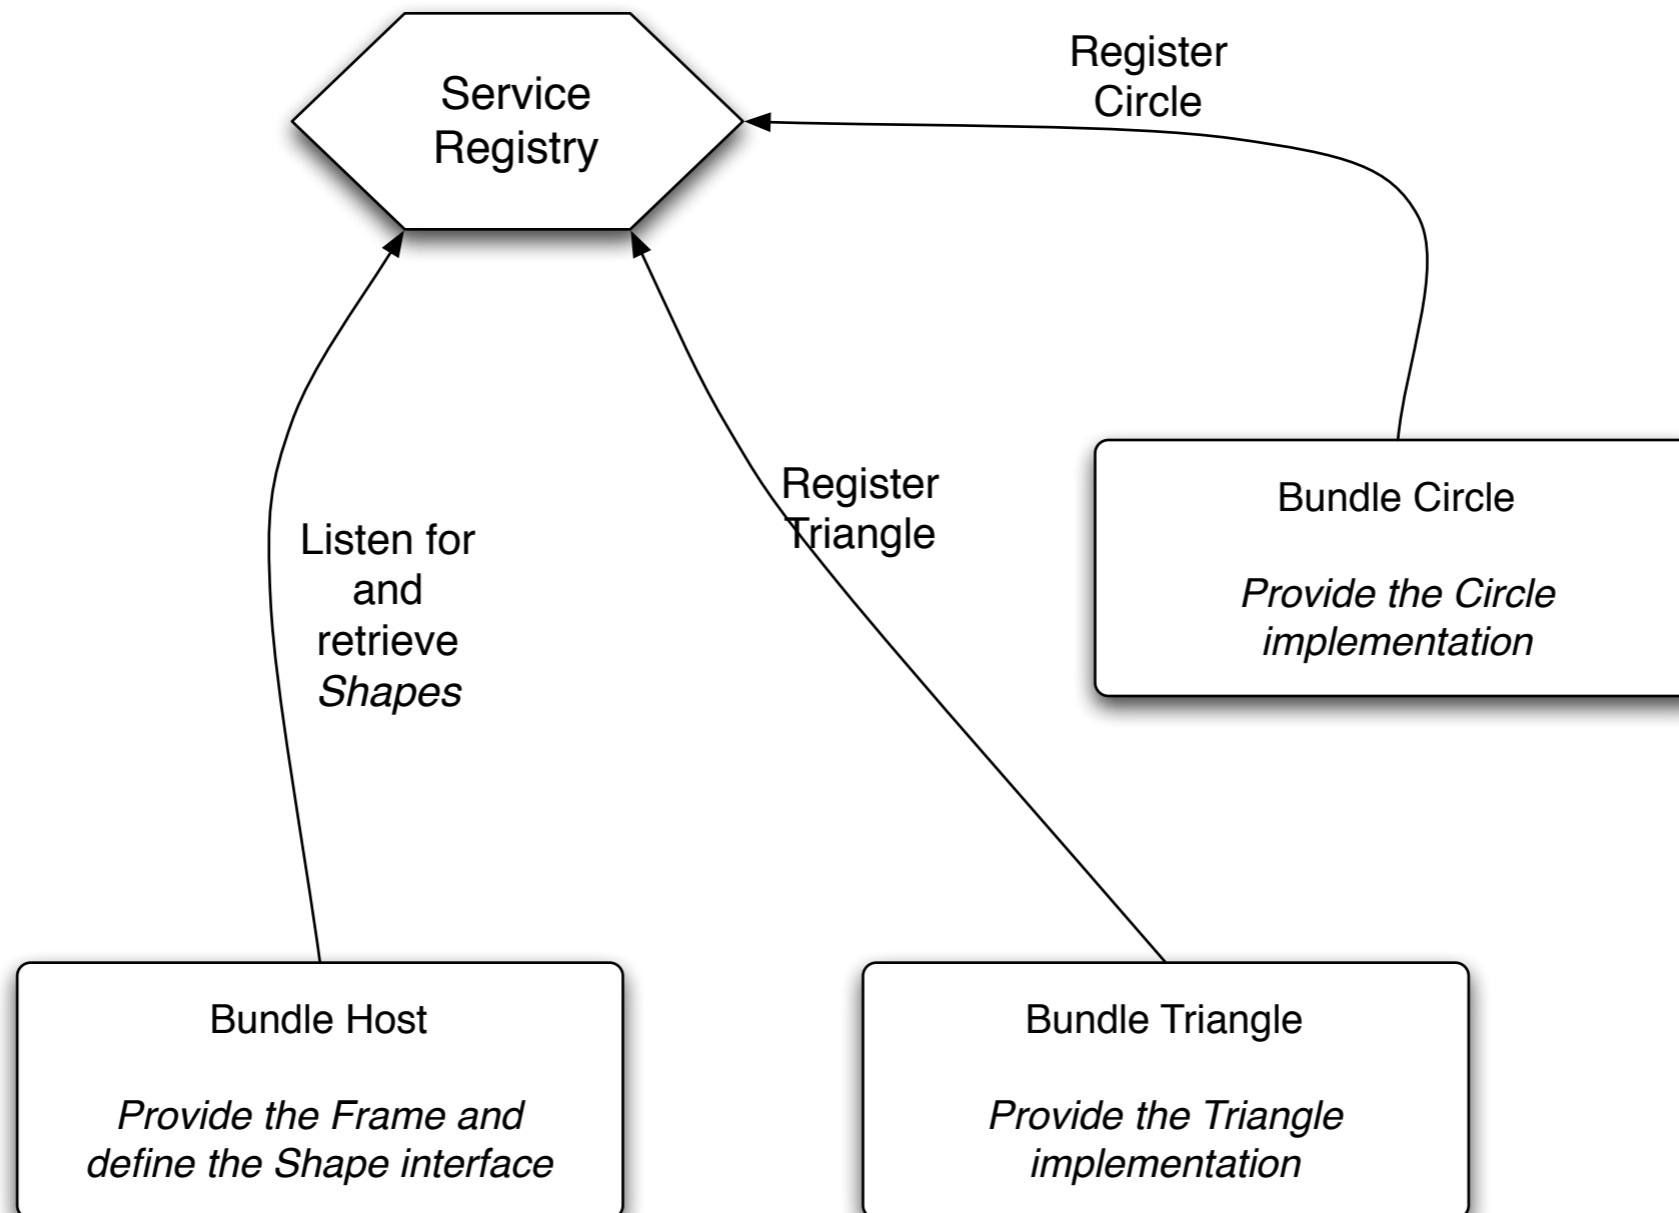 Service
Registry
Register
Circle
Listen for
and
retrieve
Shapes
Register
Triangle
Bundle Circle
Provide the Circle
implementation
Bundle Host
Provide the Frame and
define the Shape interface
Bundle Triangle
Provide the Triangle
implementation